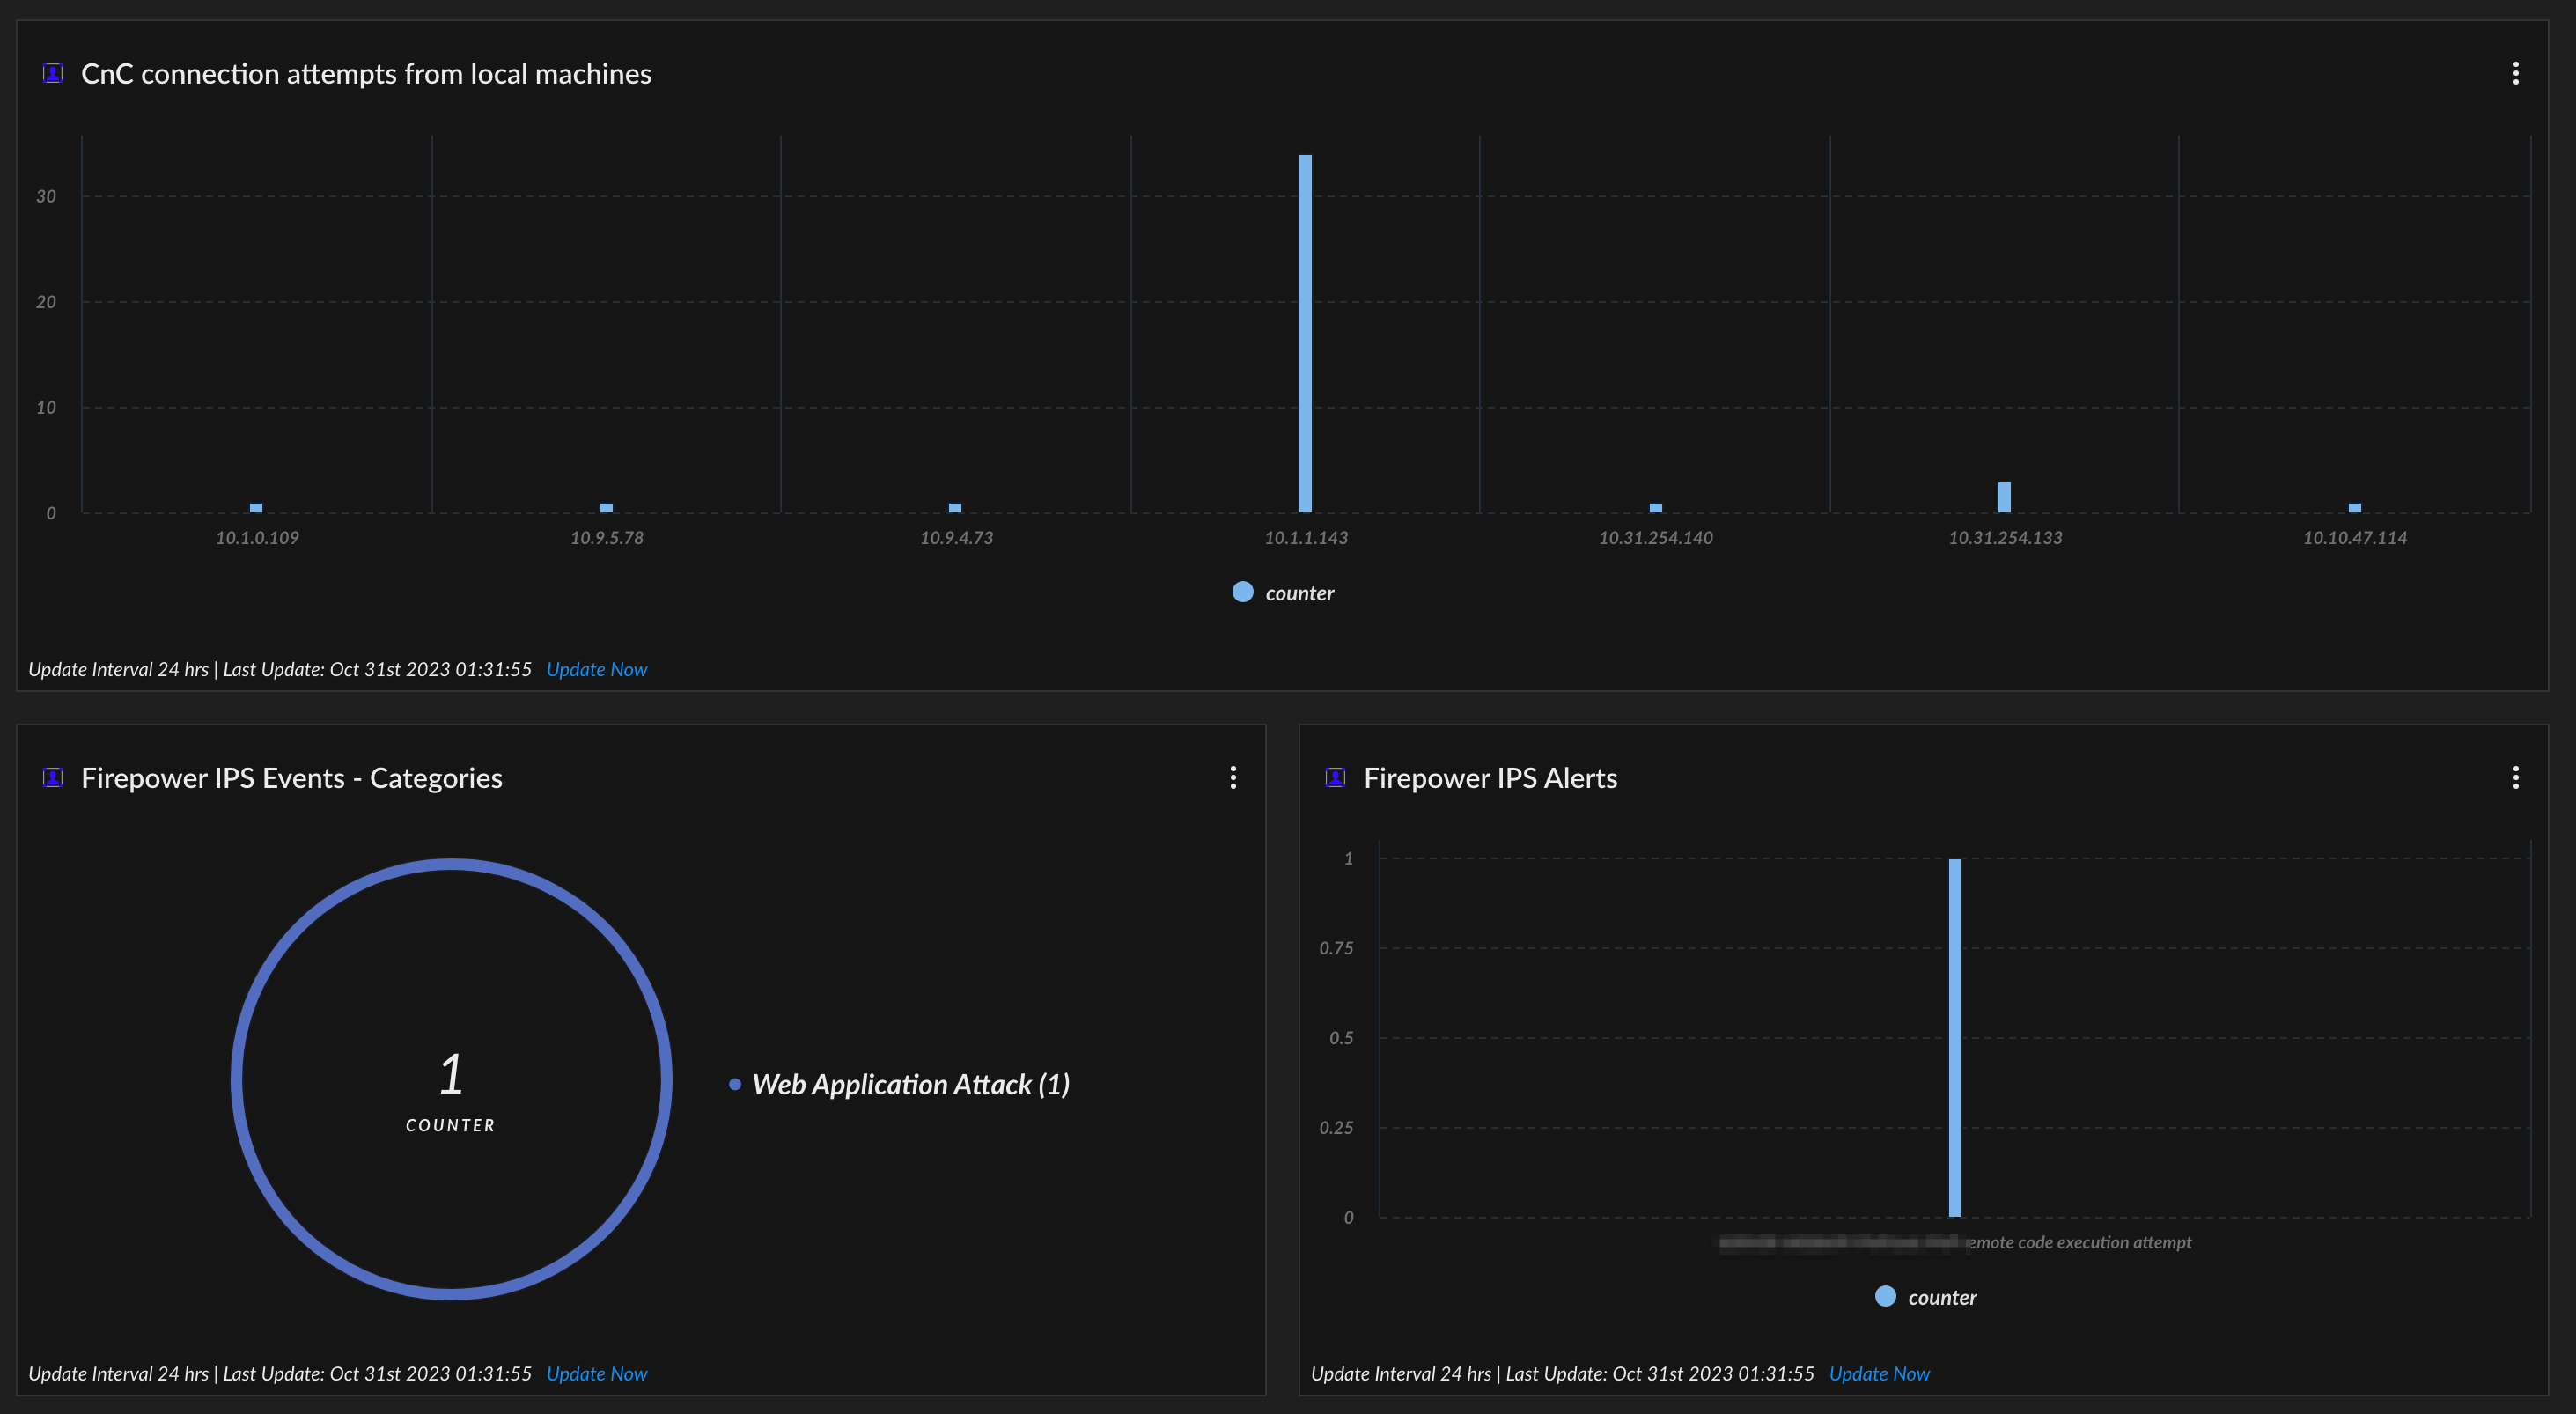 CnC connection attempts from local machines
30
20
10
0
10.1.0.109 10.9.5.78 10.9.4.73 10.1.1.143 10.31.254.140 10.31.254.133 10.10.47.114
counter
Update Interval 24 hrs | Last Update: Oct 31st 2023 01:31:55 Update Now
Firepower IPS Events - Categories
1
COUNTER
Web Application Attack (1)
Update Interval 24 hrs | Last Update: Oct 31st 2023 01:31:55 Update Now
Firepower IPS Alerts
1
0.75
0.5
0.25
0
emote code execution attempt
counter
Update Interval 24 hrs | Last Update: Oct 31st 2023 01:31:55 Update Now